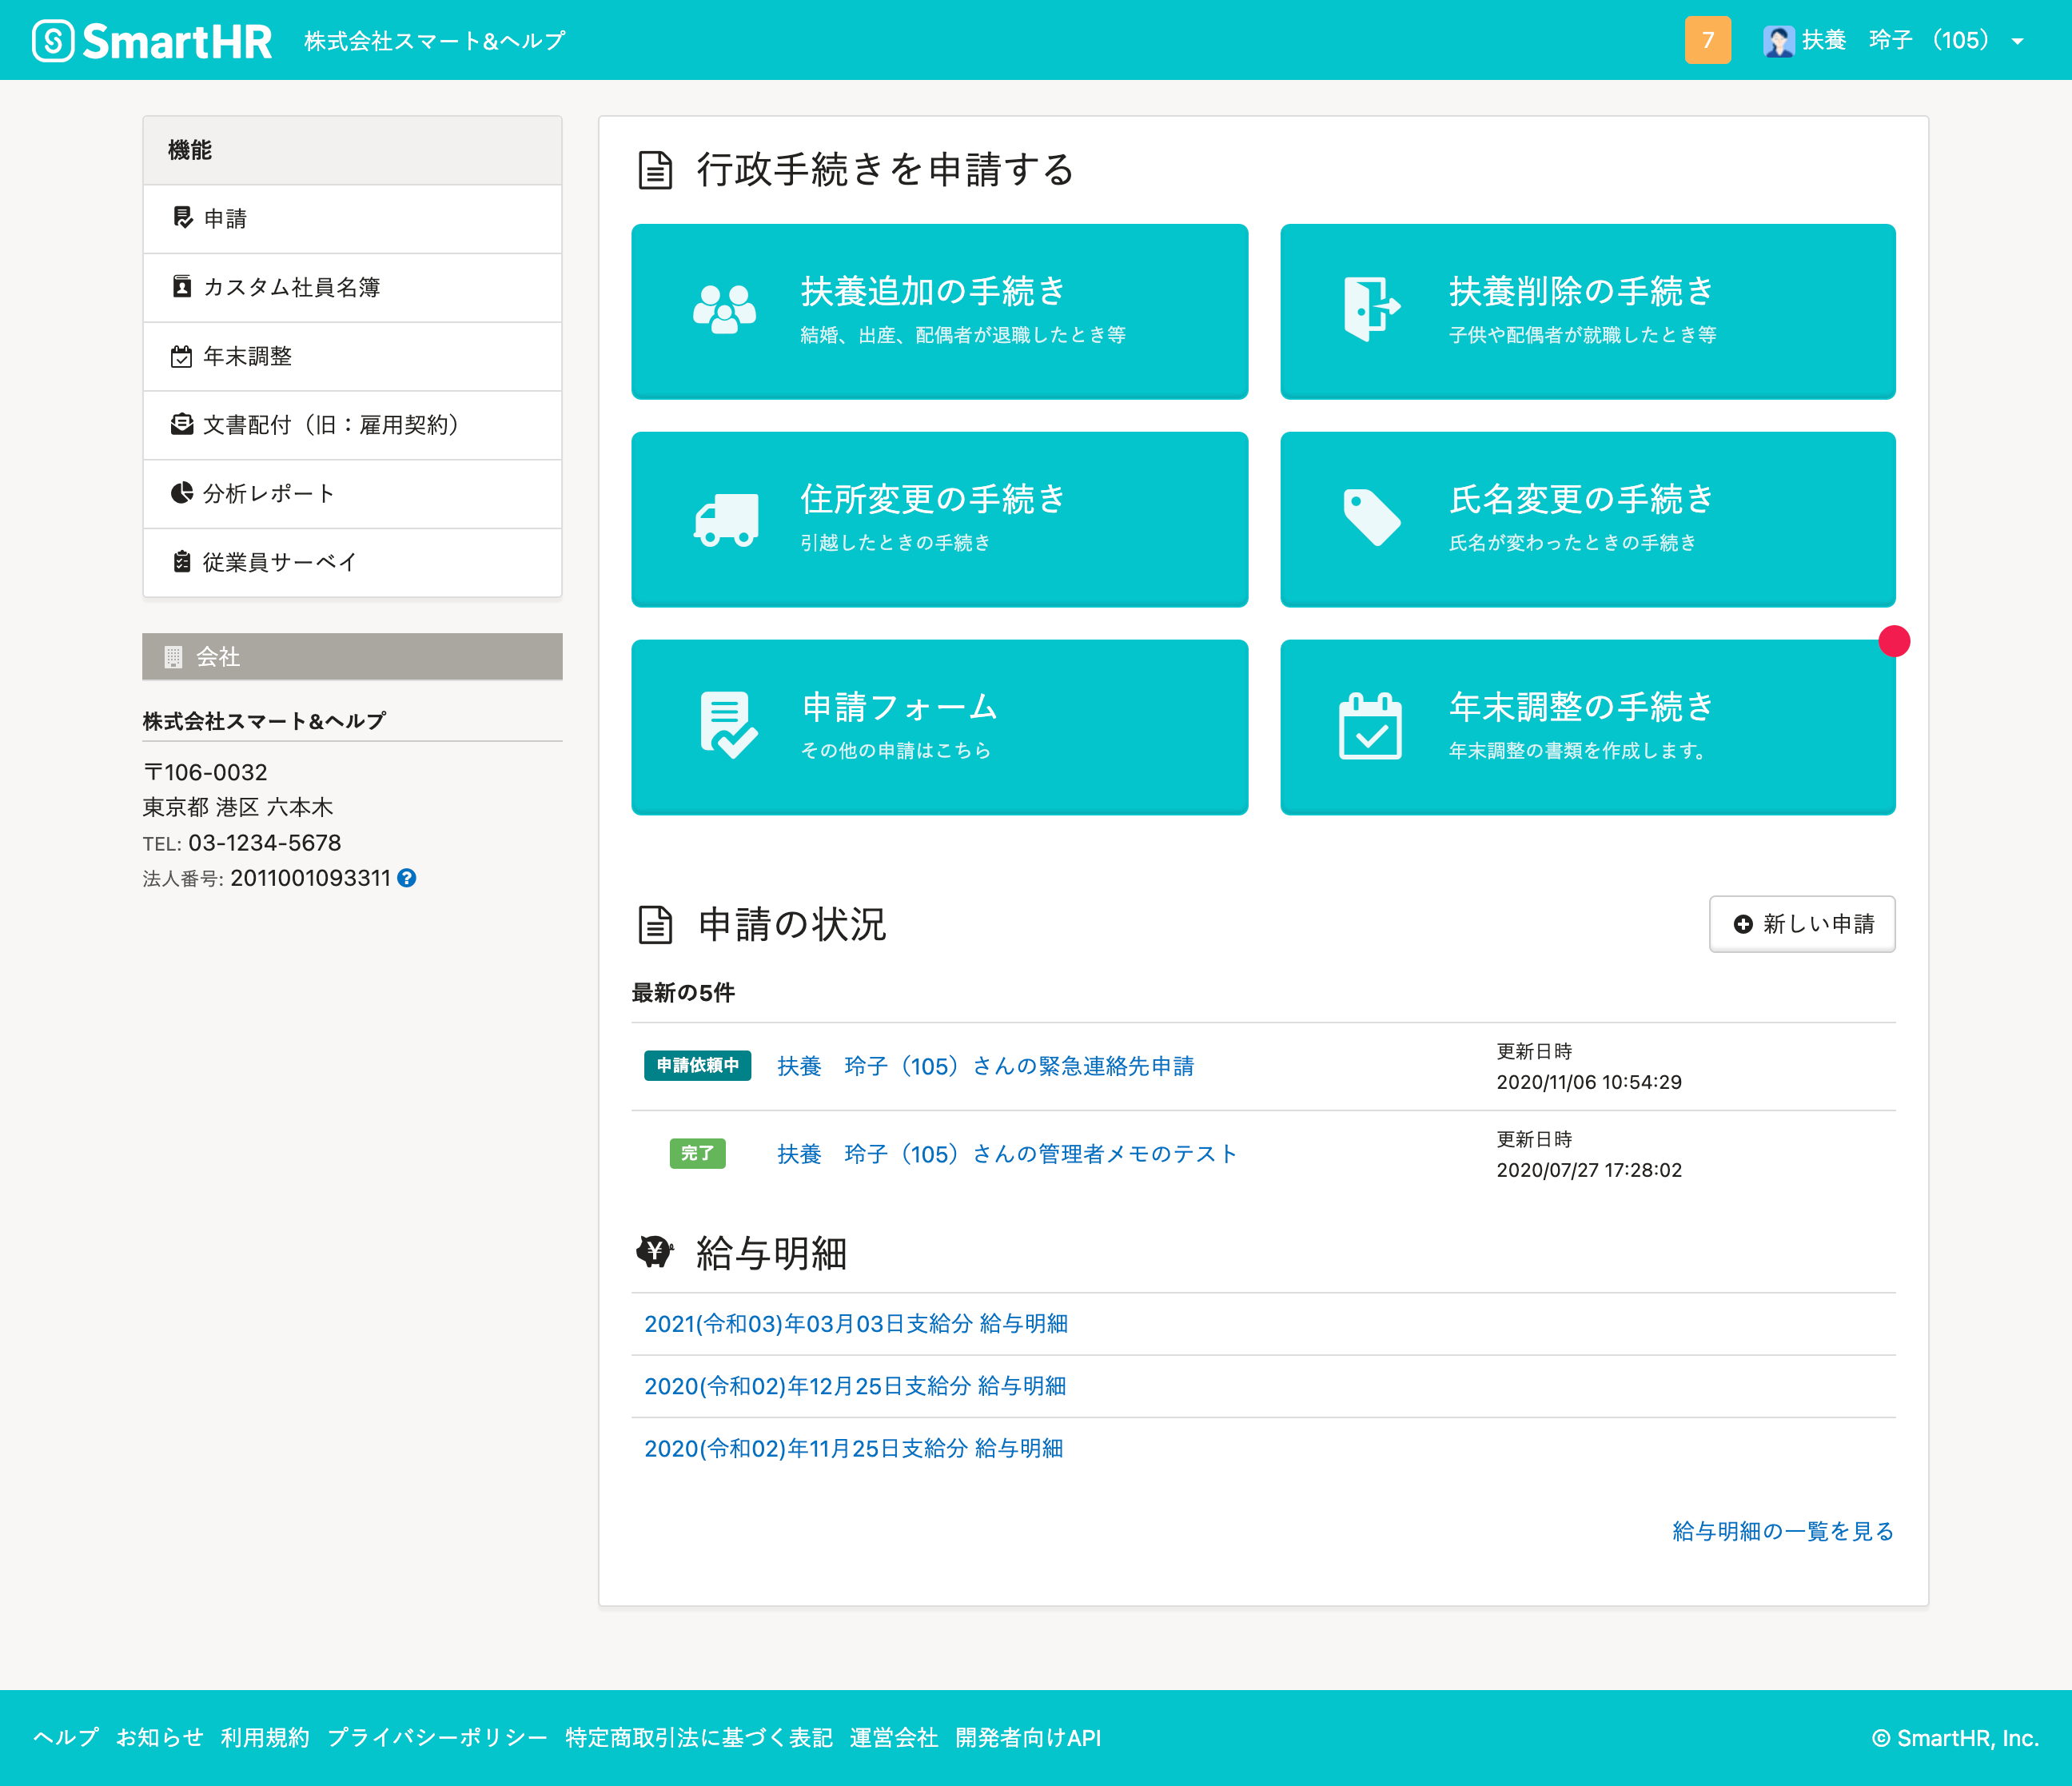 SmartHR 株式会社スマート&ヘルプ
7 扶養　玲子（105）
機能
申請
カスタム社員名簿
年末調整
文書配付（旧：雇用契約）
分析レポート
従業員サーベイ
会社
株式会社スマート&ヘルプ
〒106-0032
東京都 港区 六本木
TEL: 03-1234-5678
法人番号: 2011001093311
行政手続きを申請する
扶養追加の手続き
結婚、出産、配偶者が退職したとき等
扶養削除の手続き
子供や配偶者が就職したとき等
住所変更の手続き
引越したときの手続き
氏名変更の手続き
氏名が変わったときの手続き
申請フォーム
その他の申請はこちら
年末調整の手続き
年末調整の書類を作成します。
申請の状況
新しい申請
最新の5件
申請依頼中 扶養　玲子（105）さんの緊急連絡先申請
更新日時
2020/11/06 10:54:29
完了 扶養　玲子（105）さんの管理者メモのテスト
更新日時
2020/07/27 17:28:02
給与明細
2021(令和03)年03月03日支給分 給与明細
2020(令和02)年12月25日支給分 給与明細
2020(令和02)年11月25日支給分 給与明細
給与明細の一覧を見る
ヘルプ お知らせ 利用規約 プライバシーポリシー 特定商取引法に基づく表記 運営会社 開発者向けAPI
© SmartHR, Inc.